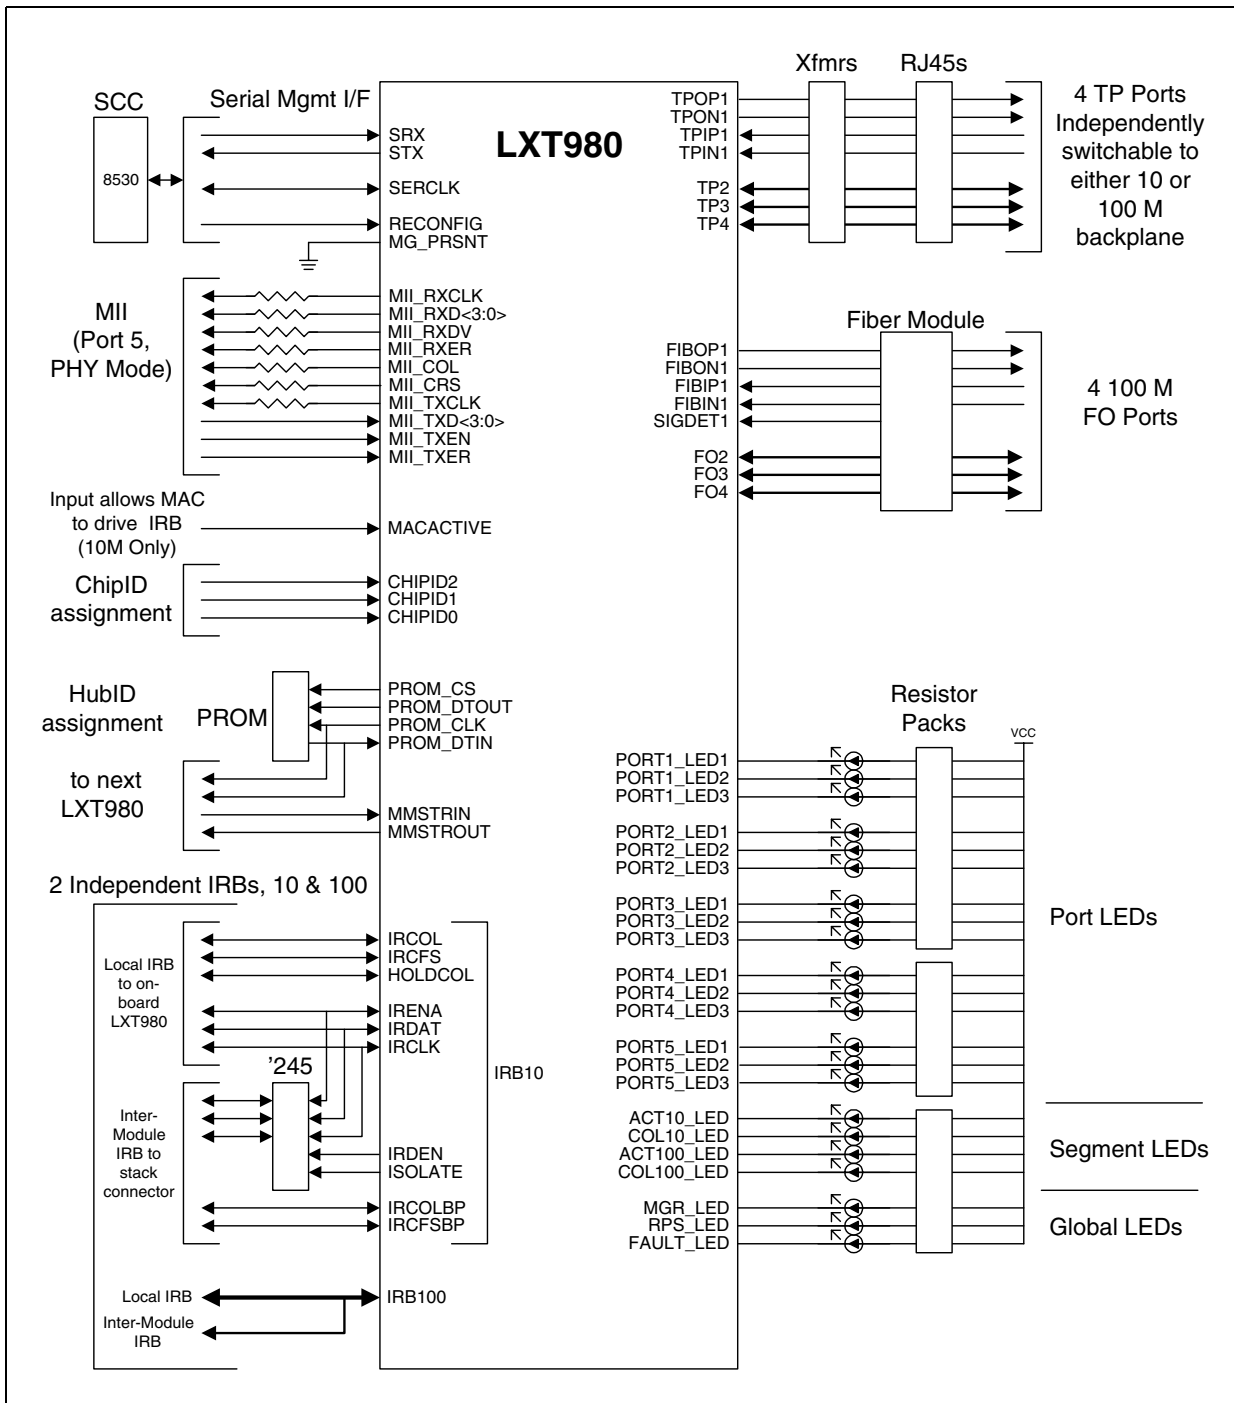 SCC
8530
Serial Mgmt I/F
SRX
STX
SERCLK
RECONFIG
MG_PRSNT
MII
(Port 5,
PHY Mode)
MII_RXCLK
MII_RXD<3:0>
MII_RXDV
MII_RXER
MII_COL
MII_CRS
MII_TXCLK
MII_TXD<3:0>
MII_TXEN
MII_TXER
Input allows MAC
to drive IRB
(10M Only)
MACACTIVE
ChipID
assignment
CHIPID2
CHIPID1
CHIPID0
HubID
assignment
PROM
PROM_CS
PROM_DTOUT
PROM_CLK
PROM_DTIN
to next
LXT980
MMSTRIN
MMSTROUT
2 Independent IRBs, 10 & 100
Local IRB
to on-
board
LXT980
IRCOL
IRCFS
HOLDCOL
IRENA
IRDAT
IRCLK
'245
IRB10
Inter-
Module
IRB to
stack
connector
IRDEN
ISOLATE
IRCOLBP
IRCFSBP
Local IRB
IRB100
Inter-Module
IRB
LXT980
Xfmrs
RJ45s
TPOP1
TPON1
TPIP1
TPIN1
TP2
TP3
TP4
4 TP Ports
Independently
switchable to
either 10 or
100 M
backplane
Fiber Module
FIBOP1
FIBON1
FIBIP1
FIBIN1
SIGDET1
FO2
FO3
FO4
4 100 M
FO Ports
Resistor
Packs
VCC
PORT1_LED1
PORT1_LED2
PORT1_LED3
PORT2_LED1
PORT2_LED2
PORT2_LED3
PORT3_LED1
PORT3_LED2
PORT3_LED3
PORT4_LED1
PORT4_LED2
PORT4_LED3
PORT5_LED1
PORT5_LED2
PORT5_LED3
Port LEDs
ACT10_LED
COL10_LED
ACT100_LED
COL100_LED
Segment LEDs
MGR_LED
RPS_LED
FAULT_LED
Global LEDs